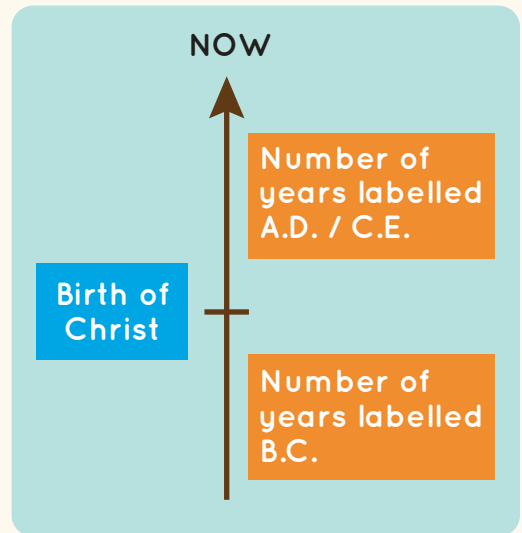 NOW
Number of
years labelled
A.D. / C.E.
Birth of
Christ
Number of
years labelled
B.C.